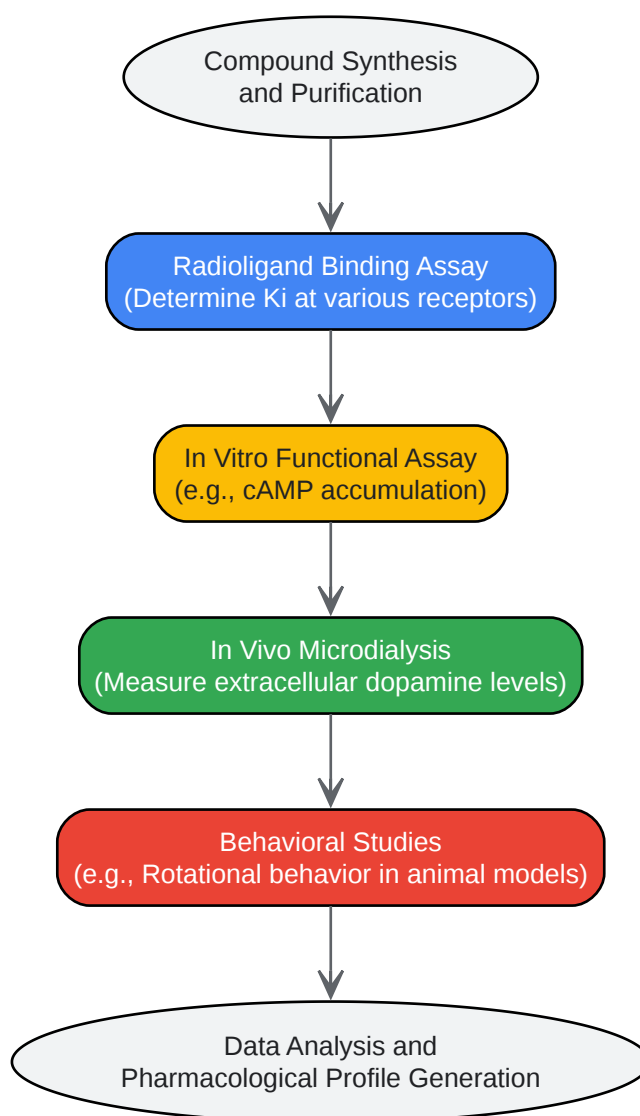 Compound Synthesis
and Purification
Radioligand Binding Assay
(Determine Ki at various receptors)
In Vitro Functional Assay
(e.g., cAMP accumulation)
In Vivo Microdialysis
(Measure extracellular dopamine levels)
Behavioral Studies
(e.g., Rotational behavior in animal models)
Data Analysis and
Pharmacological Profile Generation